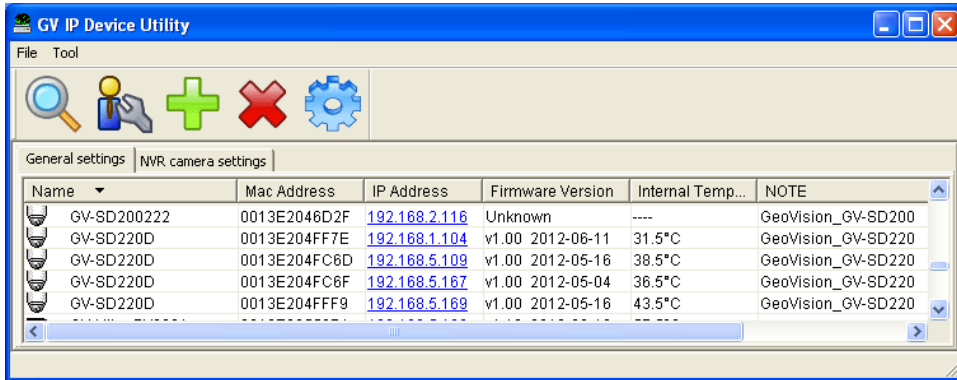 GV IP Device Utility
File Tool
General settings NVR camera settings
Name Mac Address IP Address Firmware Version Internal Temp... NOTE
GV-SD200222 0013E2046D2F 192.168.2.116 Unknown ---- GeoVision_GV-SD200
GV-SD220D 0013E204FF7E 192.168.1.104 v1.00 2012-06-11 31.5°C GeoVision_GV-SD220
GV-SD220D 0013E204FC6D 192.168.5.109 v1.00 2012-05-16 38.5°C GeoVision_GV-SD220
GV-SD220D 0013E204FC6F 192.168.5.167 v1.00 2012-05-04 36.5°C GeoVision_GV-SD220
GV-SD220D 0013E204FFF9 192.168.5.169 v1.00 2012-05-16 43.5°C GeoVision_GV-SD220